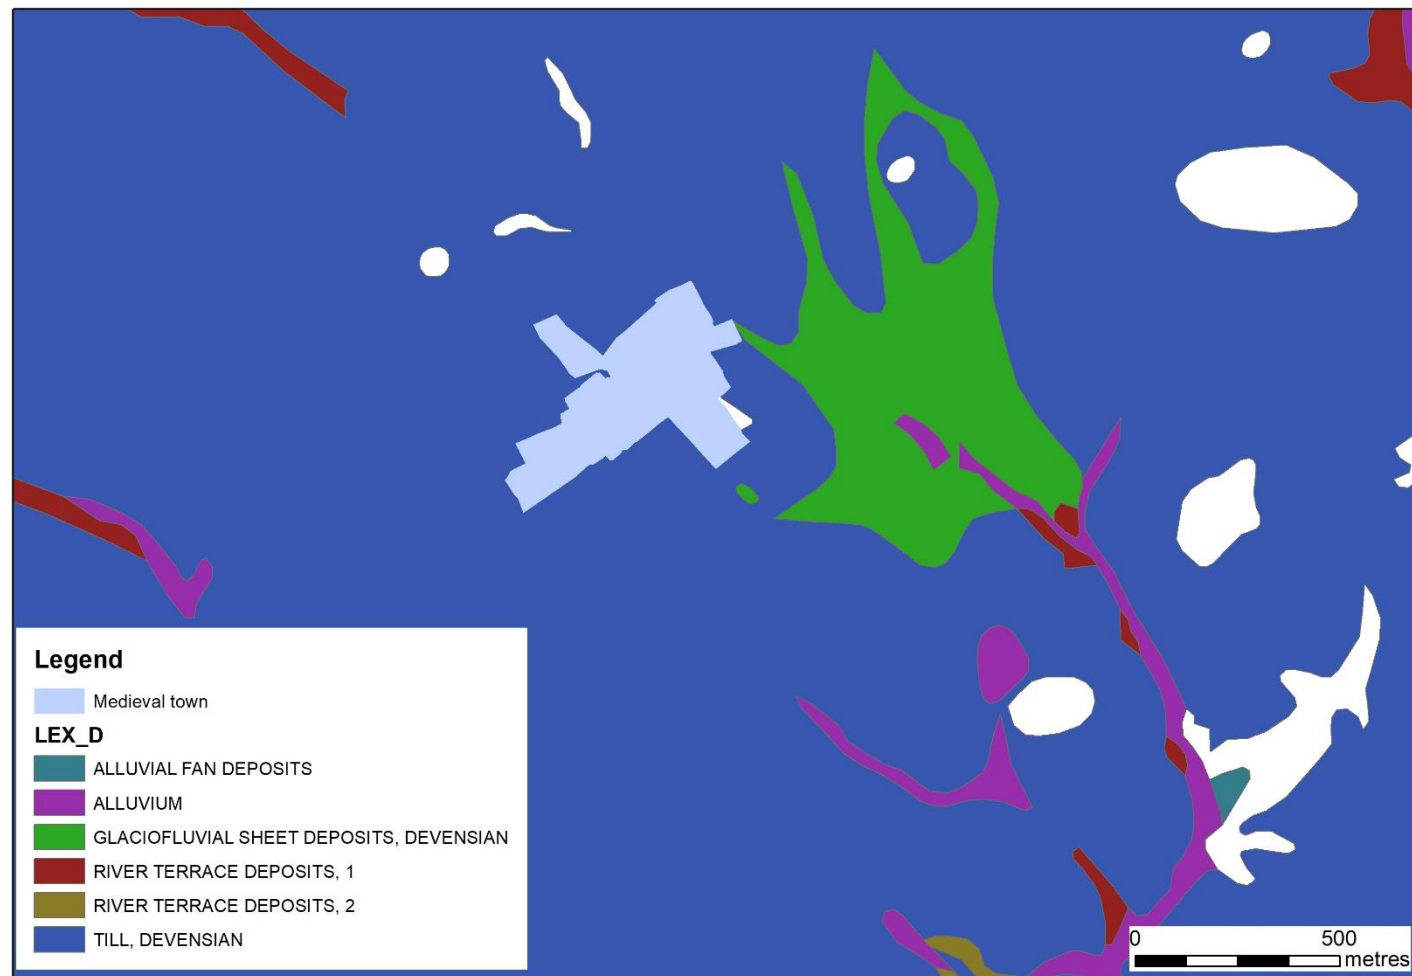 Legend
Medieval town
LEX_D
ALLUVIAL FAN DEPOSITS
ALLUVIUM
GLACIOFLUVIAL SHEET DEPOSITS, DEVENSIAN
RIVER TERRACE DEPOSITS, 1
RIVER TERRACE DEPOSITS, 2
TILL, DEVENSIAN
0 500
metres